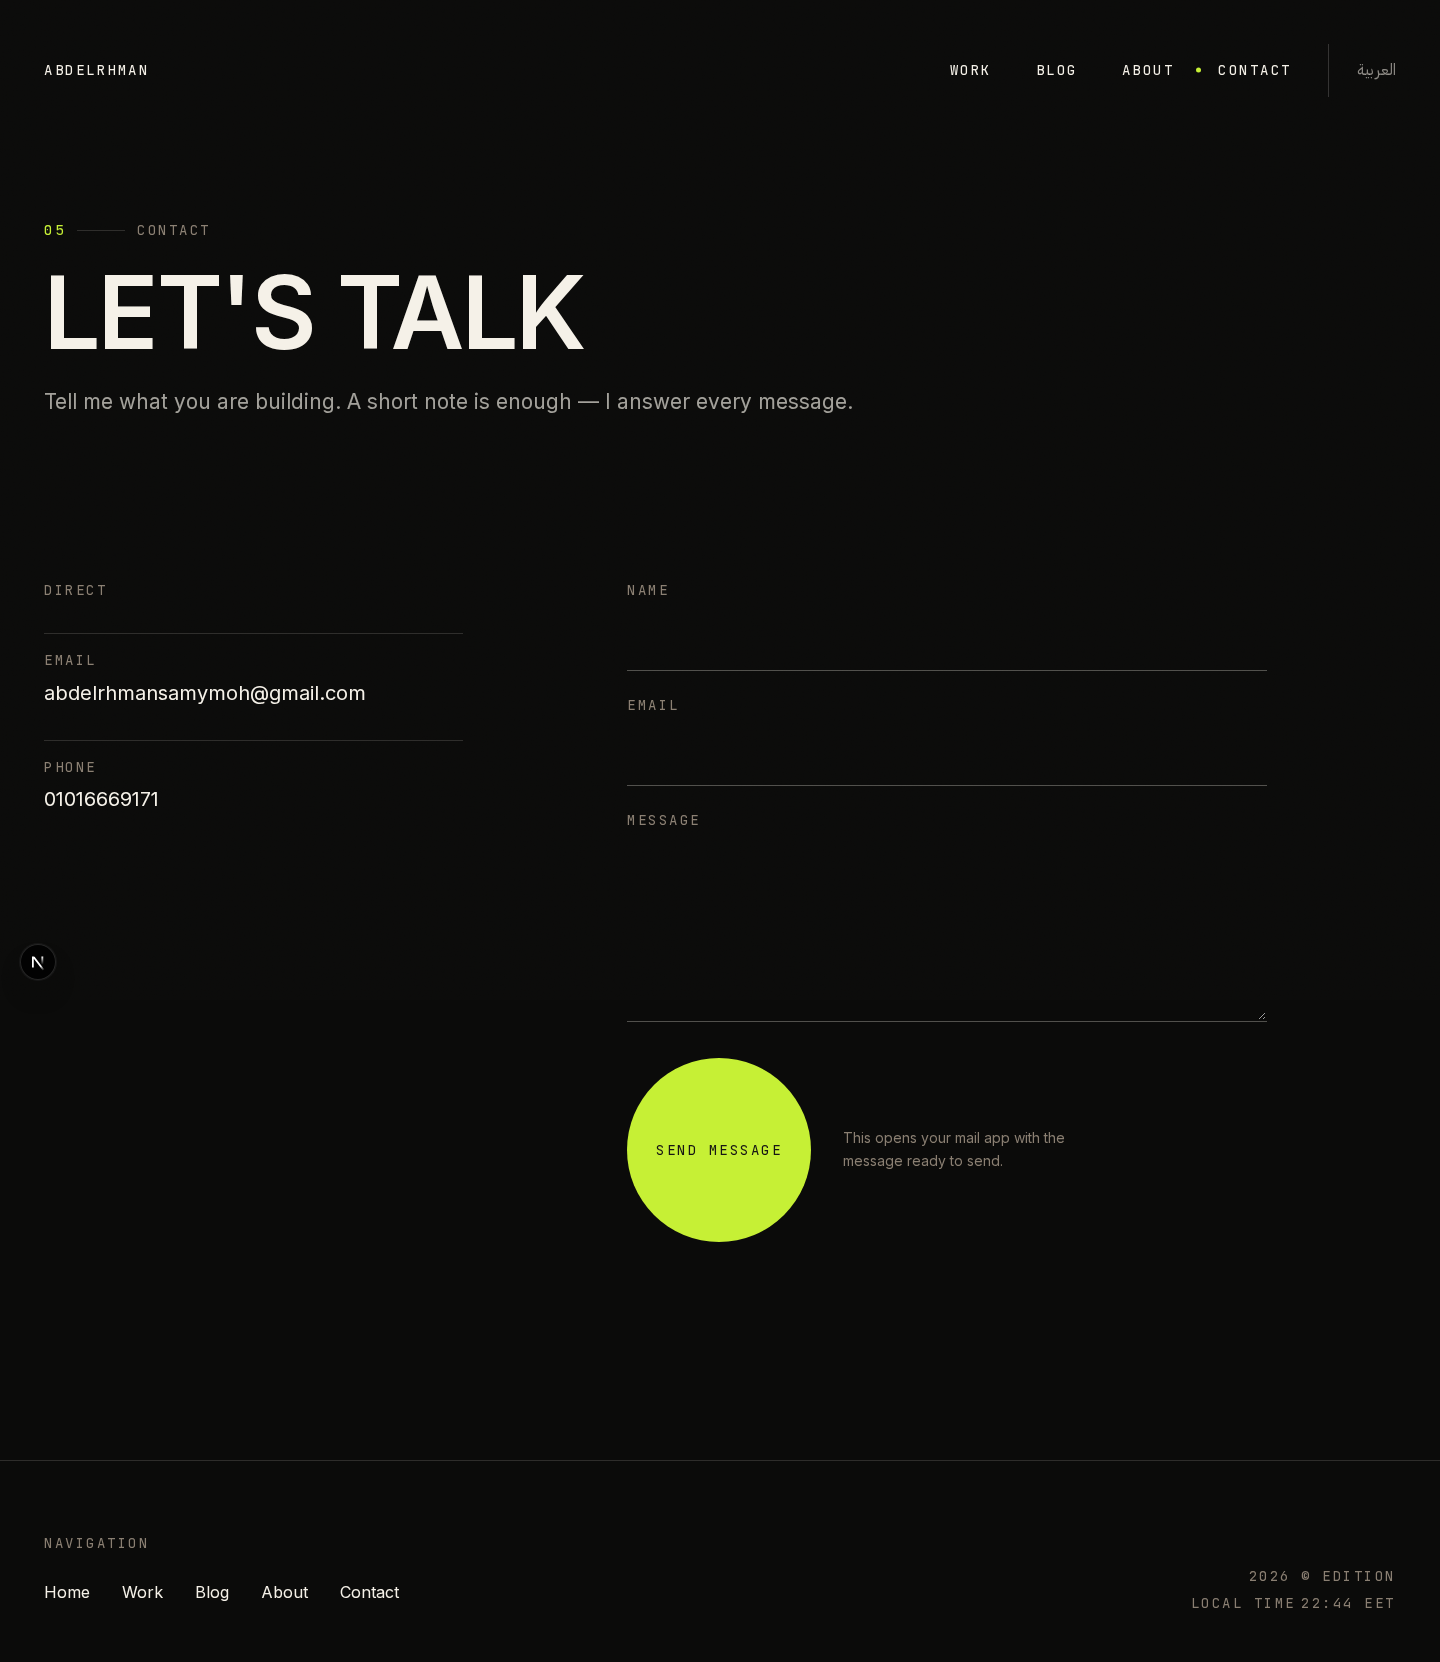 ABDELRHMAN
WORK BLOG ABOUT • CONTACT العربية
05 CONTACT
LET'S TALK
Tell me what you are building. A short note is enough — I answer every message.
DIRECT
EMAIL
abdelrhmansamymoh@gmail.com
PHONE
01016669171
NAME
EMAIL
MESSAGE
SEND MESSAGE
This opens your mail app with the
message ready to send.
N
NAVIGATION
Home Work Blog About Contact
2026 © EDITION
LOCAL TIME 22:44 EET